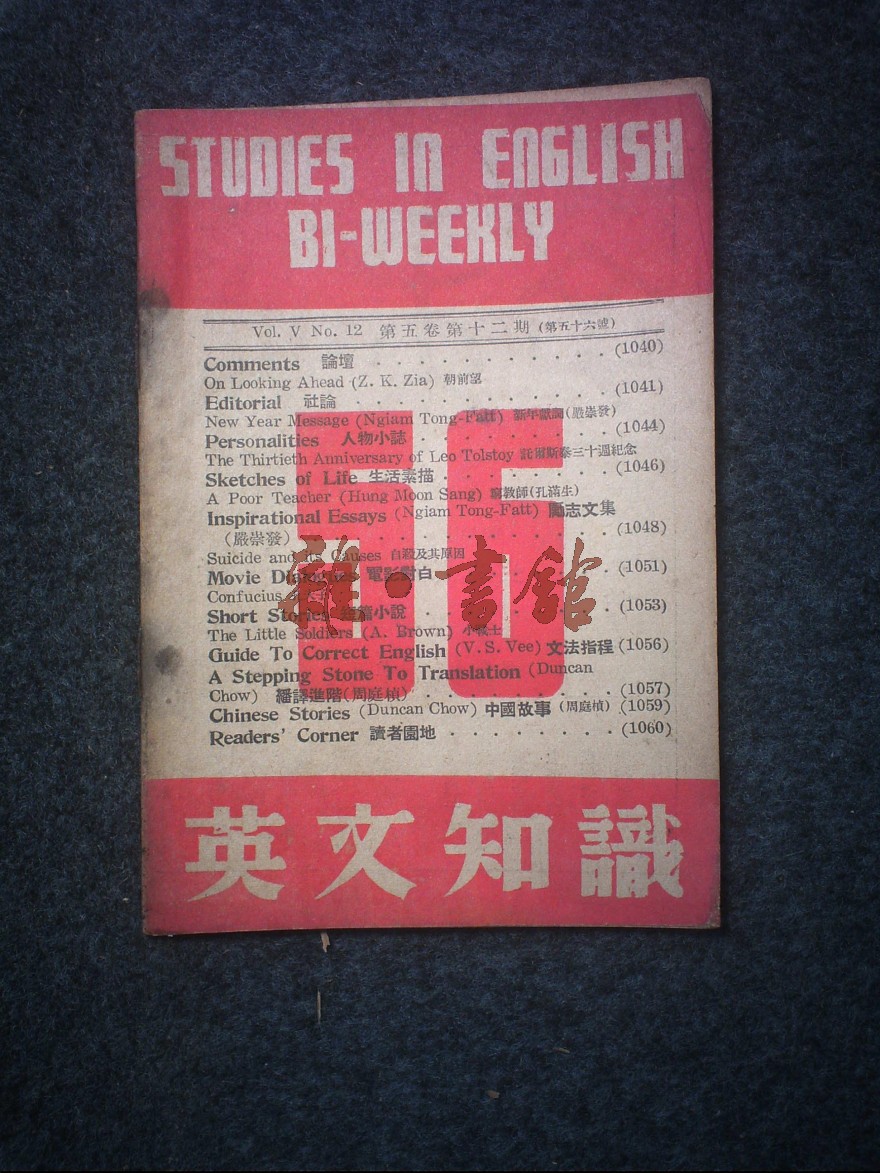 STUDIES IN ENGLISH
BI-WEEKLY
Vol. V No. 12 第五卷第十二期 (第五十六號)
Comments 論壇 (1040)
On Looking Ahead (Z. K. Zia) 朝前望
Editorial 社論 (1041)
New Year Message (Ngiam Tong-Fatt) 新年獻詞(嚴崇發)
Personalities 人物小誌 (1044)
The Thirtieth Anniversary of Leo Tolstoy 託爾斯泰三十週紀念
Sketches of Life 生活素描 (1046)
A Poor Teacher (Hung Moon Sang) 窮教師(孔滿生)
Inspirational Essays (Ngiam Tong-Fatt) 勵志文集
(嚴崇發) (1048)
Suicide and its Causes 自殺及其原因
Movie Dialogues 電影對白 (1051)
Confucius
Short Stories 短篇小說 (1053)
The Little Soldiers (A. Brown) 小戰士
Guide To Correct English (V. S. Vee) 文法指程 (1056)
A Stepping Stone To Translation (Duncan
Chow) 繙譯進階(周庭楨) (1057)
Chinese Stories (Duncan Chow) 中國故事 (周庭楨) (1059)
Readers' Corner 讀者園地 (1060)
56
雜·書館
英文知識